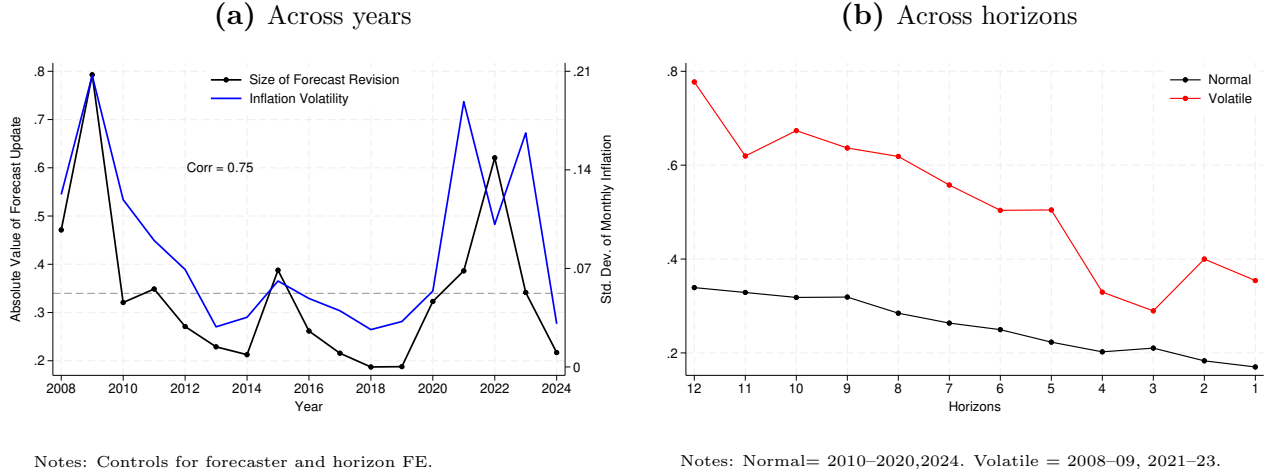 (a) Across years
Absolute Value of Forecast Update
.8
.7
.6
.5
.4
.3
.2
Size of Forecast Revision
Inflation Volatility
Corr = 0.75
.21
.14
.07
0
Std. Dev. of Monthly Inflation
2008 2010 2012 2014 2016 2018 2020 2022 2024
Year
Notes: Controls for forecaster and horizon FE.
(b) Across horizons
.8
.6
.4
.2
Normal
Volatile
12 11 10 9 8 7 6 5 4 3 2 1
Horizons
Notes: Normal= 2010–2020,2024. Volatile = 2008–09, 2021–23.